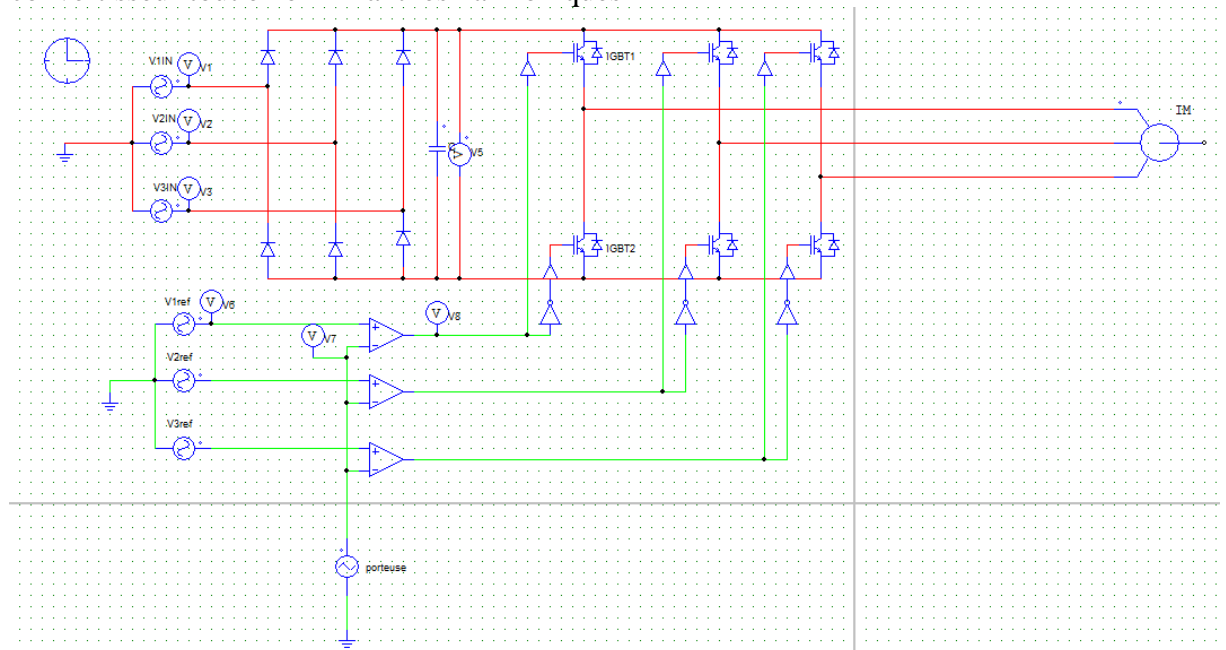 V1IN
V
V1
V2IN
V
V2
V3IN
V
V3
V
V5
IGBT1
IM
IGBT2
V1ref
V
V6
V
V7
V
V8
V2ref
V3ref
porteuse